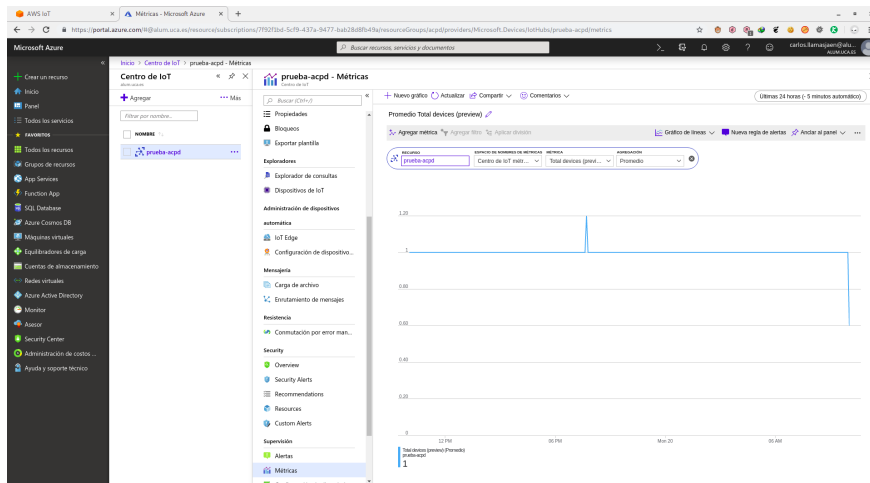 AWS IoT
Métricas - Microsoft Azure
https://portal.azure.com/#@alum.uca.es/resource/subscriptions/7f92f1bd-5cf9-437a-9477-bab28d8fb49a/resourceGroups/acpd/providers/Microsoft.Devices/IotHubs/prueba-acpd/metrics
Microsoft Azure
Buscar recursos, servicios y documentos
carlos.llamasjaen@alu...
ALUM.UCA.ES
Crear un recurso
Inicio
Panel
Todos los servicios
FAVORITOS
Todos los recursos
Grupos de recursos
App Services
Function App
SQL Database
Azure Cosmos DB
Máquinas virtuales
Equilibradores de carga
Cuentas de almacenamiento
Redes virtuales
Azure Active Directory
Monitor
Asesor
Security Center
Administración de costos ...
Ayuda y soporte técnico
Inicio > Centro de IoT > prueba-acpd - Métricas
Centro de IoT
alum.uca.es
Agregar
Más
Filtrar por nombre...
NOMBRE
prueba-acpd
prueba-acpd - Métricas
Centro de IoT
Buscar (Ctrl+/)
Propiedades
Bloqueos
Exportar plantilla
Exploradores
Explorador de consultas
Dispositivos de IoT
Administración de dispositivos
automática
IoT Edge
Configuración de dispositivo...
Mensajería
Carga de archivo
Enrutamiento de mensajes
Resistencia
Conmutación por error man...
Security
Overview
Security Alerts
Recommendations
Resources
Custom Alerts
Supervisión
Alertas
Métricas
Nuevo gráfico
Actualizar
Compartir
Comentarios
Últimas 24 horas (- 5 minutos automático)
Promedio Total devices (preview)
Agregar métrica
Agregar filtro
Aplicar división
Gráfico de líneas
Nueva regla de alertas
Anclar al panel
RECURSO
prueba-acpd
ESPACIO DE NOMBRES DE MÉTRICAS
Centro de IoT métr...
MÉTRICA
Total devices (previ...
AGREGACIÓN
Promedio
1.20
1
0.80
0.60
0.40
0.20
0
12 PM
06 PM
Mon 20
06 AM
Total devices (preview) (Promedio)
prueba-acpd
1